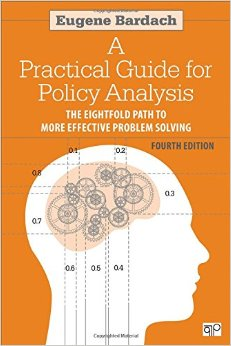 Eugene Bardach
A
Practical Guide for
Policy Analysis
THE EIGHTFOLD PATH TO
MORE EFFECTIVE PROBLEM SOLVING
FOURTH EDITION
0.1
0.2
0.8
0.3
0.7
0.6
0.5
0.4